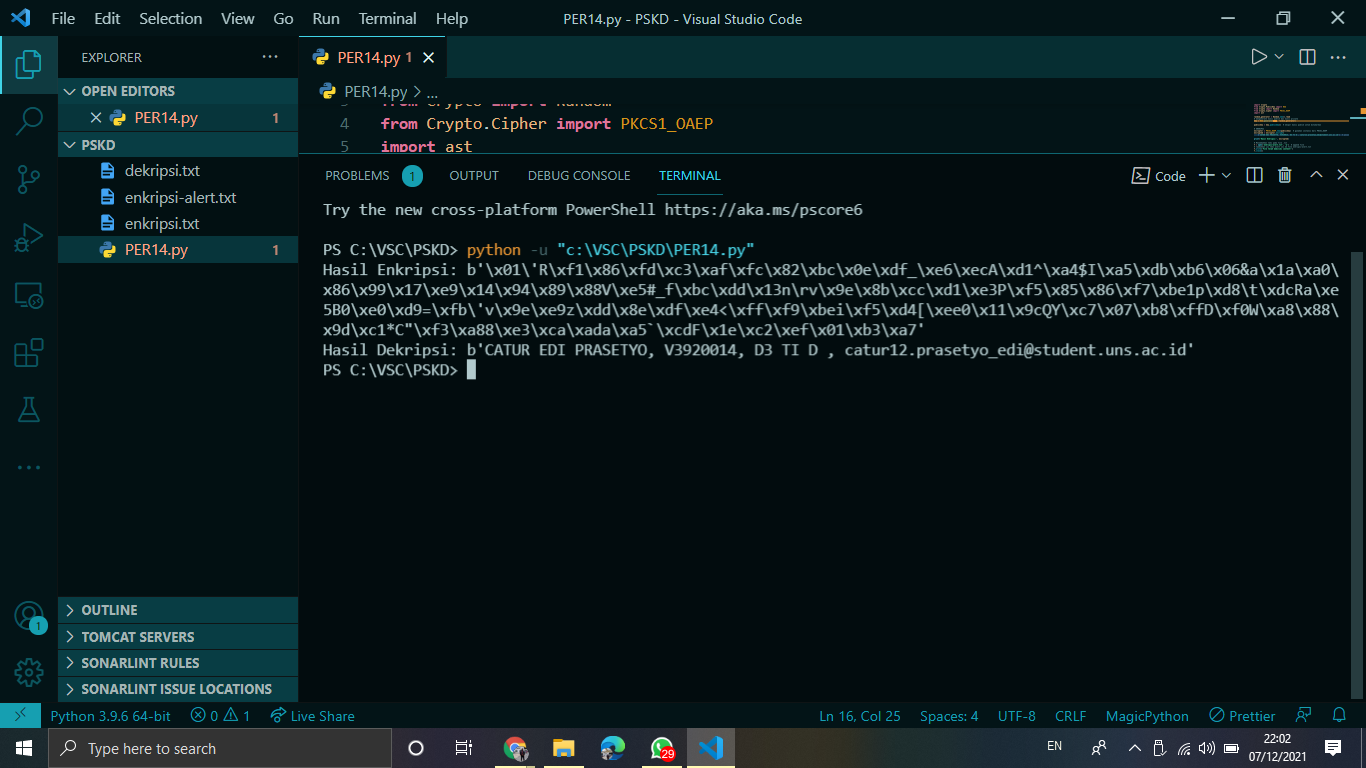 File Edit Selection View Go Run Terminal Help PER14.py - PSKD - Visual Studio Code
EXPLORER
OPEN EDITORS
PER14.py 1
PSKD
dekripsi.txt
enkripsi-alert.txt
enkripsi.txt
PER14.py 1
OUTLINE
TOMCAT SERVERS
SONARLINT RULES
SONARLINT ISSUE LOCATIONS
PER14.py 1
PER14.py > ...
3 from Crypto import Random
4 from Crypto.Cipher import PKCS1_OAEP
5 import ast
PROBLEMS 1 OUTPUT DEBUG CONSOLE TERMINAL Code
Try the new cross-platform PowerShell https://aka.ms/pscore6
PS C:\VSC\PSKD> python -u "c:\VSC\PSKD\PER14.py"
Hasil Enkripsi: b'\x01\'R\xf1\x86\xfd\xc3\xaf\xfc\x82\xbc\x0e\xdf_\xe6\xecA\xd1^\xa4$I\xa5\xdb\xb6\x06&a\x1a\xa0\
x86\x99\x17\xe9\x14\x94\x89\x88V\xe5#_f\xbc\xdd\x13n\rv\x9e\x8b\xcc\xd1\xe3P\xf5\x85\x86\xf7\xbe1p\xd8\t\xdcRa\xe
5B0\xe0\xd9=\xfb\'v\x9e\xe9z\xdd\x8e\xdf\xe4<\xff\xf9\xbei\xf5\xd4[\xee0\x11\x9cQY\xc7\x07\xb8\xffD\xf0W\xa8\x88\
x9d\xc1*C"\xf3\xa88\xe3\xca\xada\xa5`\xcdF\x1e\xc2\xef\x01\xb3\xa7'
Hasil Dekripsi: b'CATUR EDI PRASETYO, V3920014, D3 TI D , catur12.prasetyo_edi@student.uns.ac.id'
PS C:\VSC\PSKD>
1
Python 3.9.6 64-bit 0 1 Live Share Ln 16, Col 25 Spaces: 4 UTF-8 CRLF MagicPython Prettier
Type here to search 29 EN 22:02
07/12/2021